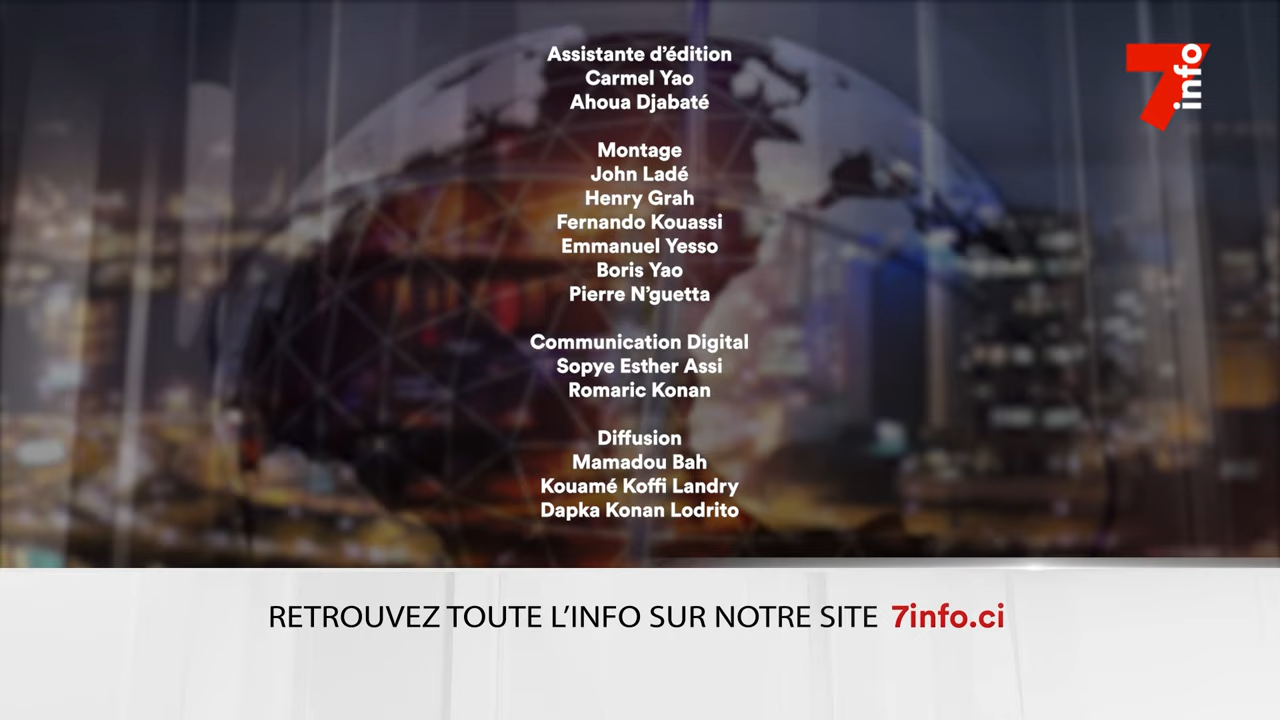 Assistante d'édition
Carmel Yao
Ahoua Djabaté
Montage
John Ladé
Henry Grah
Fernando Kouassi
Emmanuel Yesso
Boris Yao
Pierre N'guetta
Communication Digital
Sopye Esther Assi
Romaric Konan
Diffusion
Mamadou Bah
Kouamé Koffi Landry
Dapka Konan Lodrito
7info
RETROUVEZ TOUTE L'INFO SUR NOTRE SITE 7info.ci